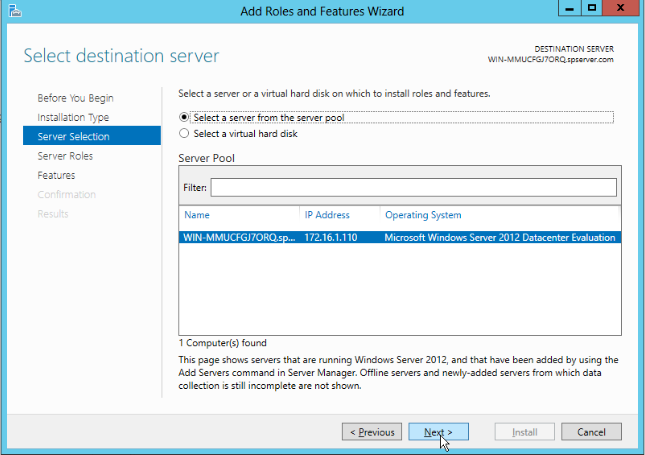 Add Roles and Features Wizard
Select destination server
DESTINATION SERVER
WIN-MMUCFGJ7ORQ.spserver.com
Before You Begin
Installation Type
Server Selection
Server Roles
Features
Confirmation
Results
Select a server or a virtual hard disk on which to install roles and features.
Select a server from the server pool
Select a virtual hard disk
Server Pool
Filter:
Name IP Address Operating System
WIN-MMUCFGJ7ORQ.sp... 172.16.1.110 Microsoft Windows Server 2012 Datacenter Evaluation
1 Computer(s) found
This page shows servers that are running Windows Server 2012, and that have been added by using the
Add Servers command in Server Manager. Offline servers and newly-added servers from which data
collection is still incomplete are not shown.
< Previous Next > Install Cancel